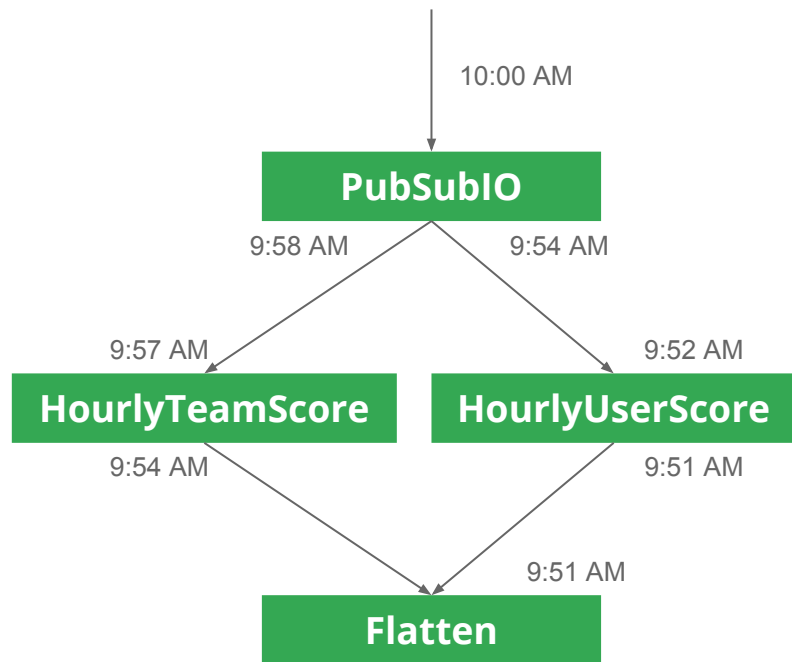 10:00 AM
PubSubIO
9:58 AM
9:54 AM
9:57 AM
9:52 AM
HourlyTeamScore
HourlyUserScore
9:54 AM
9:51 AM
9:51 AM
Flatten